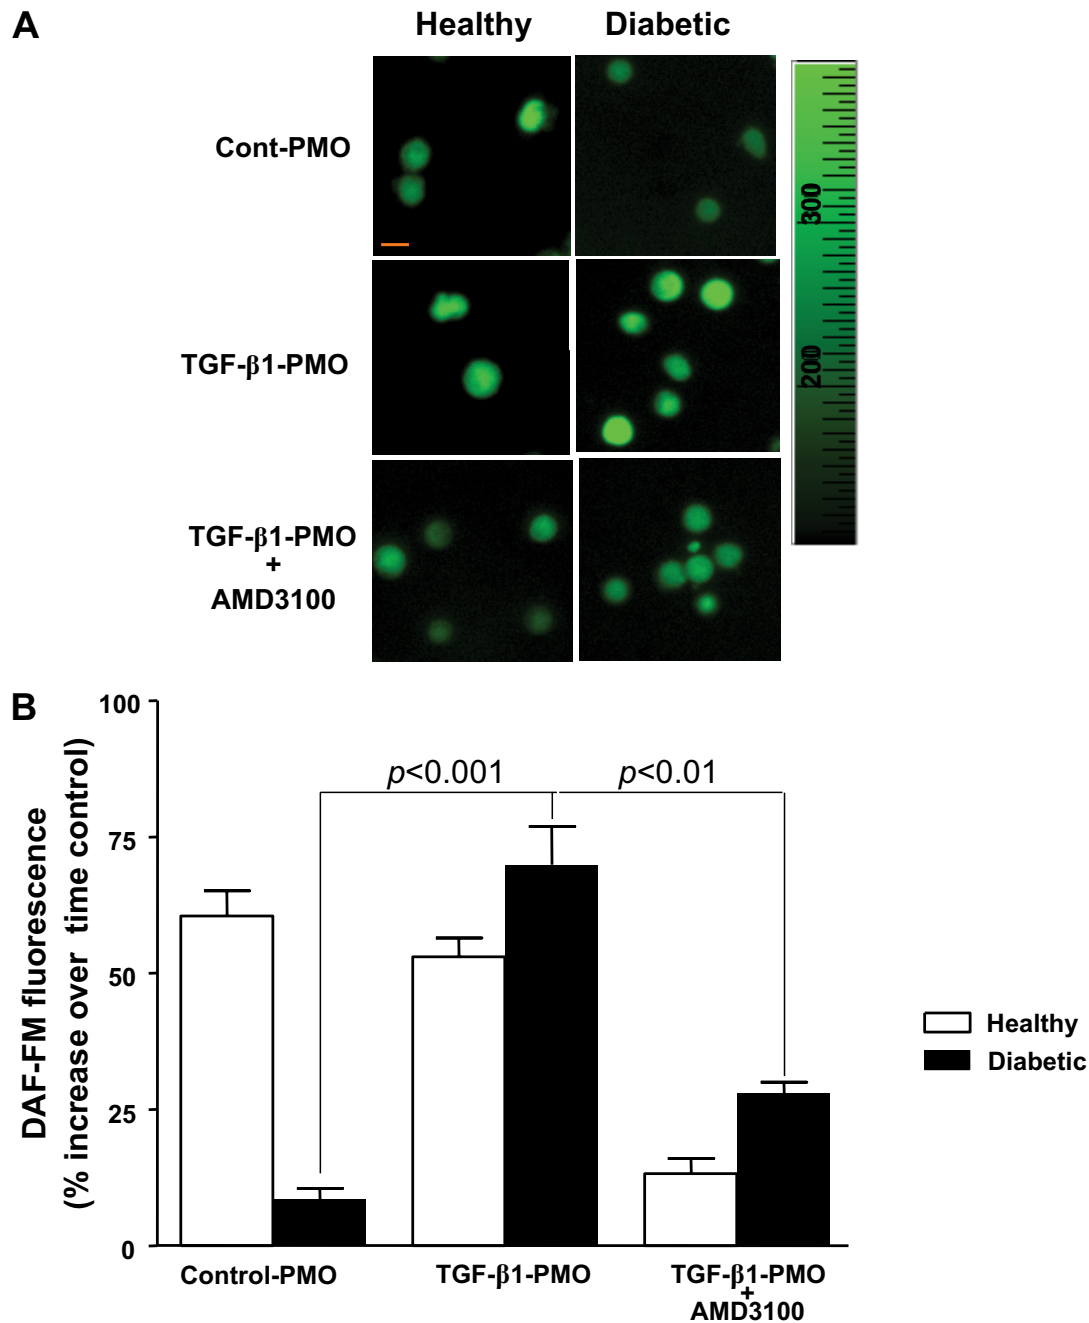 A
Healthy
Diabetic
Cont-PMO
300
TGF-β1-PMO
200
TGF-β1-PMO
+
AMD3100
B
DAF-FM fluorescence
(% increase over time control)
100
75
50
25
0
p<0.001
p<0.01
Healthy
Diabetic
Control-PMO
TGF-β1-PMO
TGF-β1-PMO
+
AMD3100